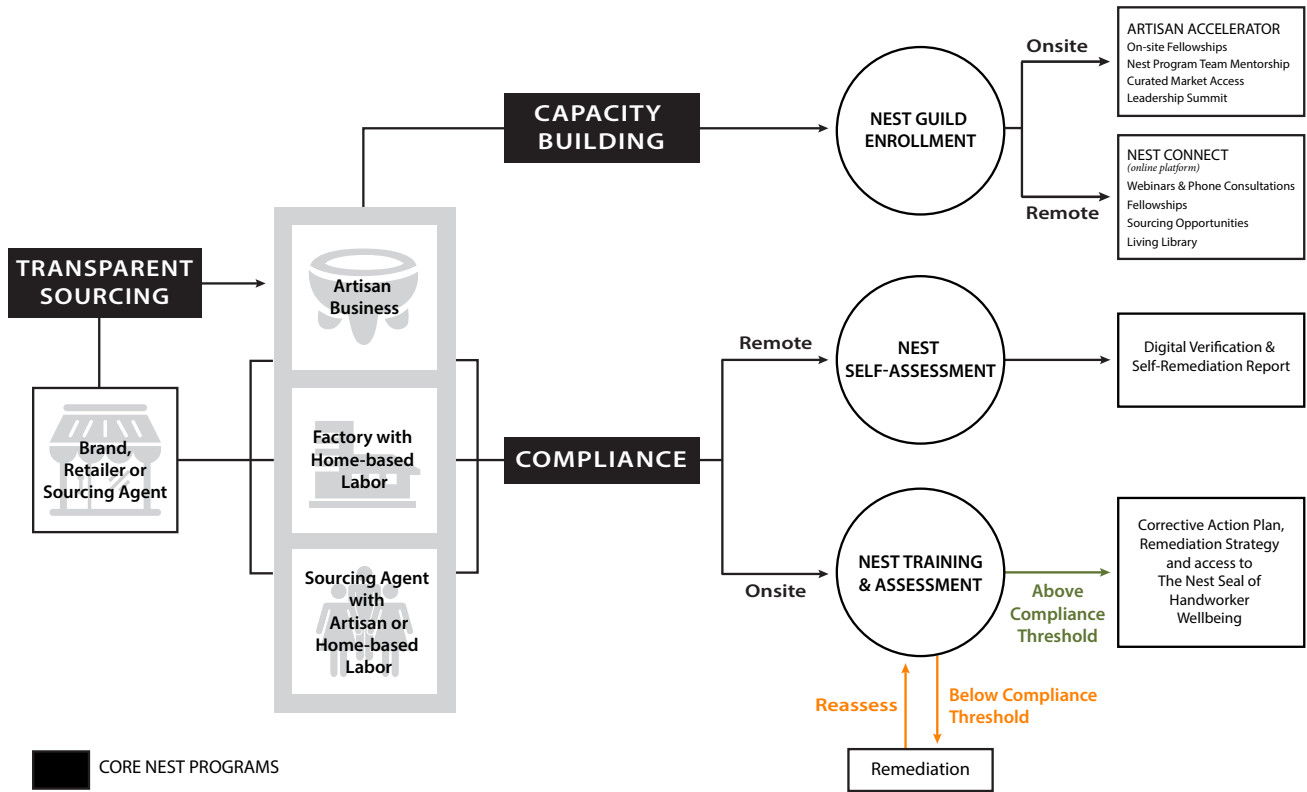 TRANSPARENT
SOURCING
Brand,
Retailer or
Sourcing Agent
Artisan
Business
Factory with
Home-based
Labor
Sourcing Agent
with
Artisan or
Home-based
Labor
CAPACITY
BUILDING
NEST GUILD
ENROLLMENT
Onsite
ARTISAN ACCELERATOR
On-site Fellowships
Nest Program Team Mentorship
Curated Market Access
Leadership Summit
Remote
NEST CONNECT
(online platform)
Webinars & Phone Consultations
Fellowships
Sourcing Opportunities
Living Library
COMPLIANCE
Remote
NEST
SELF-ASSESSMENT
Digital Verification &
Self-Remediation Report
Onsite
NEST TRAINING
& ASSESSMENT
Above
Compliance
Threshold
Corrective Action Plan,
Remediation Strategy
and access to
The Nest Seal of
Handworker
Wellbeing
Reassess
Below Compliance
Threshold
Remediation
CORE NEST PROGRAMS